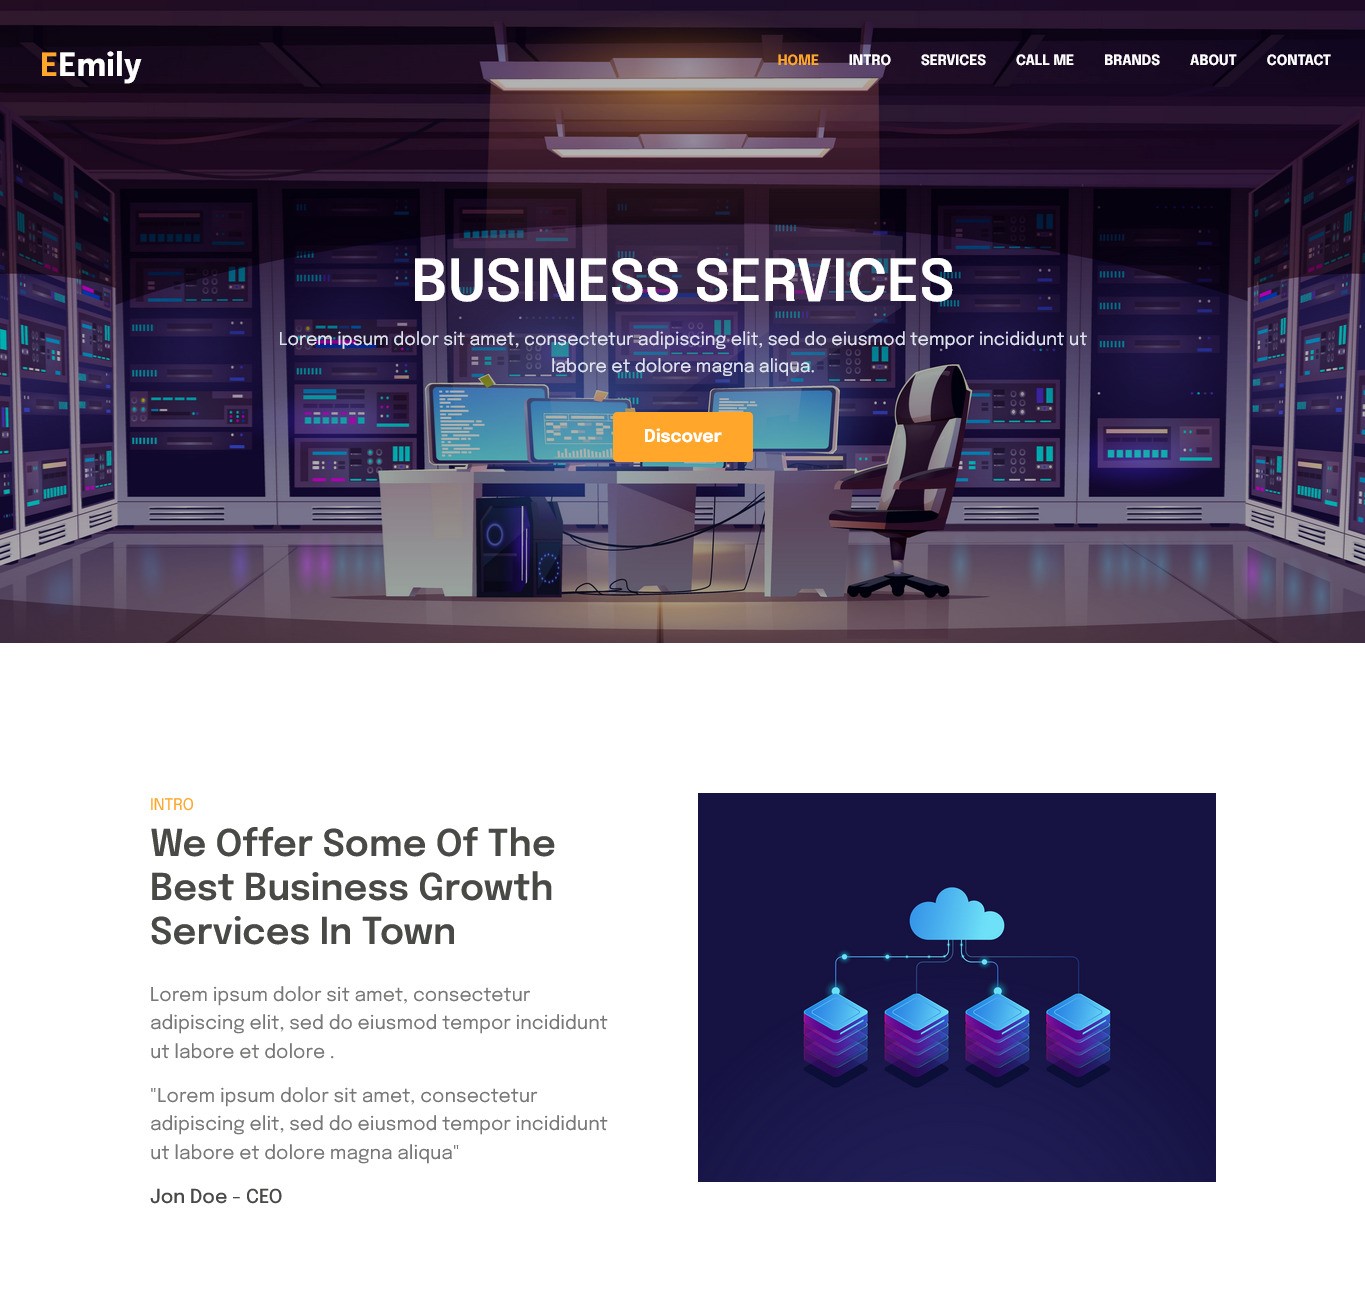 EEmily
HOME INTRO SERVICES CALL ME BRANDS ABOUT CONTACT
BUSINESS SERVICES
Lorem ipsum dolor sit amet, consectetur adipiscing elit, sed do eiusmod tempor incididunt ut
labore et dolore magna aliqua.
Discover
INTRO
We Offer Some Of The
Best Business Growth
Services In Town
Lorem ipsum dolor sit amet, consectetur
adipiscing elit, sed do eiusmod tempor incididunt
ut labore et dolore .
"Lorem ipsum dolor sit amet, consectetur
adipiscing elit, sed do eiusmod tempor incididunt
ut labore et dolore magna aliqua"
Jon Doe - CEO